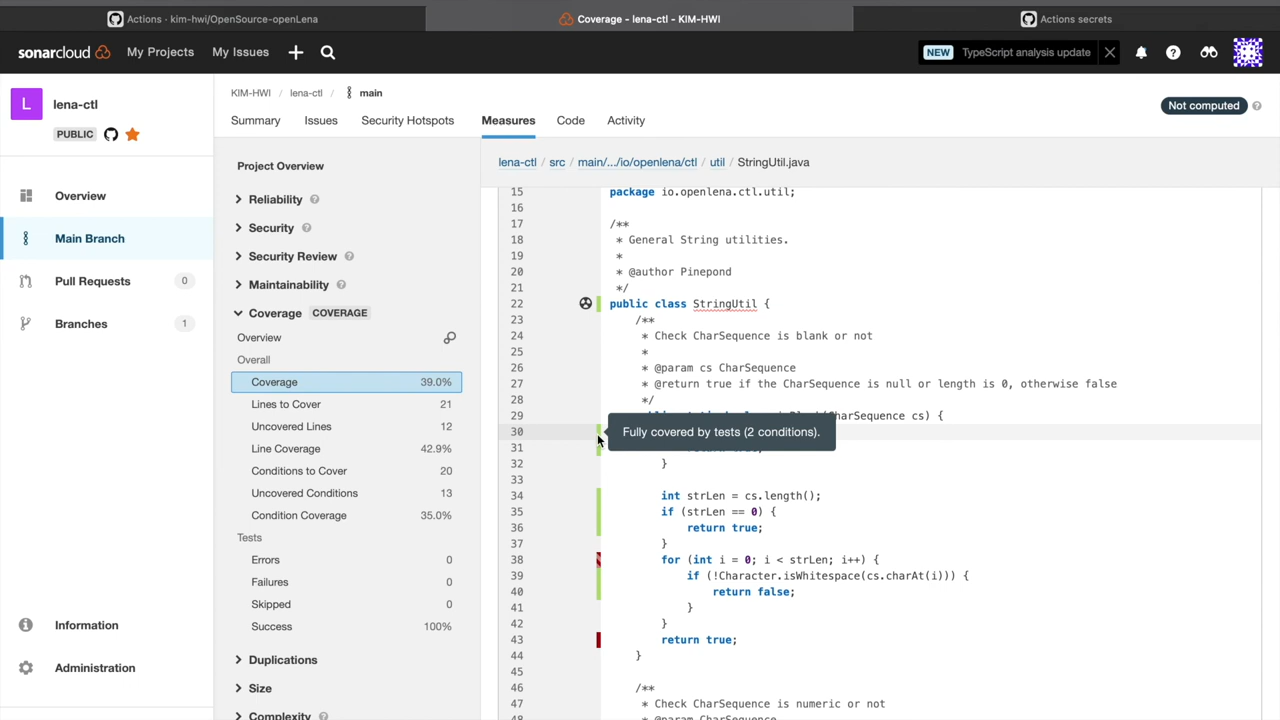 Actions · kim-hwi/OpenSource-openLena
Coverage - lena-ctl - KIM-HWI
Actions secrets
sonarcloud
My Projects
My Issues
NEW
TypeScript analysis update
L
lena-ctl
PUBLIC
Overview
Main Branch
Pull Requests
0
Branches
1
Information
Administration
KIM-HWI / lena-ctl / main
Not computed
Summary
Issues
Security Hotspots
Measures
Code
Activity
Project Overview
Reliability
Security
Security Review
Maintainability
Coverage COVERAGE
Overview
Overall
Coverage 39.0%
Lines to Cover 21
Uncovered Lines 12
Line Coverage 42.9%
Conditions to Cover 20
Uncovered Conditions 13
Condition Coverage 35.0%
Tests
Errors 0
Failures 0
Skipped 0
Success 100%
Duplications
Size
Complexity
lena-ctl / src / main/.../io/openlena/ctl / util / StringUtil.java
15 package io.openlena.ctl.util;
16
17 /**
18 * General String utilities.
19 *
20 * @author Pinepond
21 */
22 public class StringUtil {
23 /**
24 * Check CharSequence is blank or not
25 *
26 * @param cs CharSequence
27 * @return true if the CharSequence is null or length is 0, otherwise false
28 */
29 CharSequence cs) {
30 Fully covered by tests (2 conditions).
31
32 }
33
34 int strLen = cs.length();
35 if (strLen == 0) {
36 return true;
37 }
38 for (int i = 0; i < strLen; i++) {
39 if (!Character.isWhitespace(cs.charAt(i))) {
40 return false;
41 }
42 }
43 return true;
44 }
45
46 /**
47 * Check CharSequence is numeric or not
48 * @param CharSequence